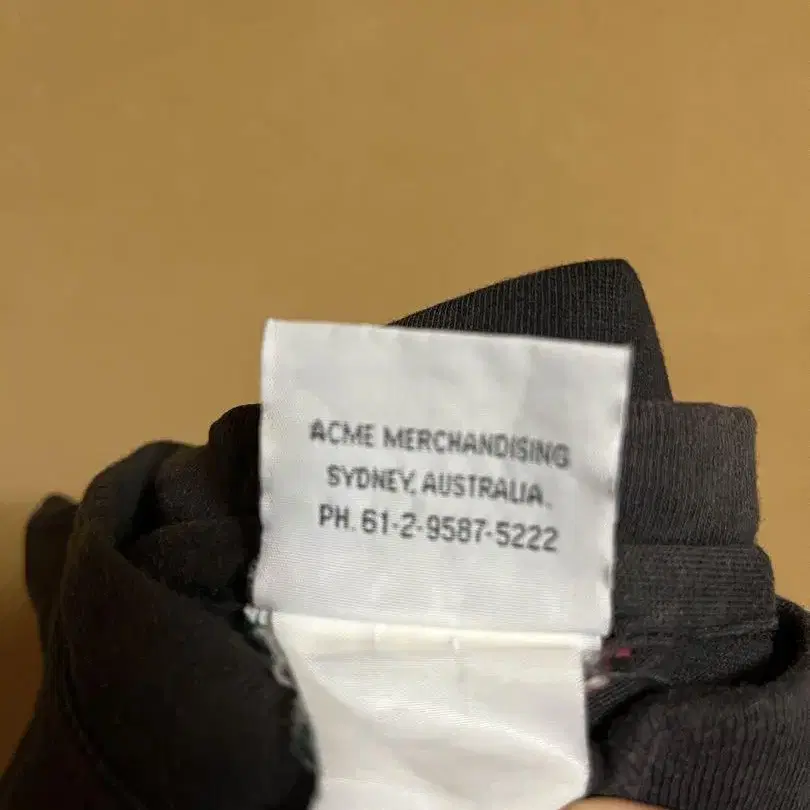 ACME MERCHANDISING
SYDNEY, AUSTRALIA.
PH. 61-2-9587-5222